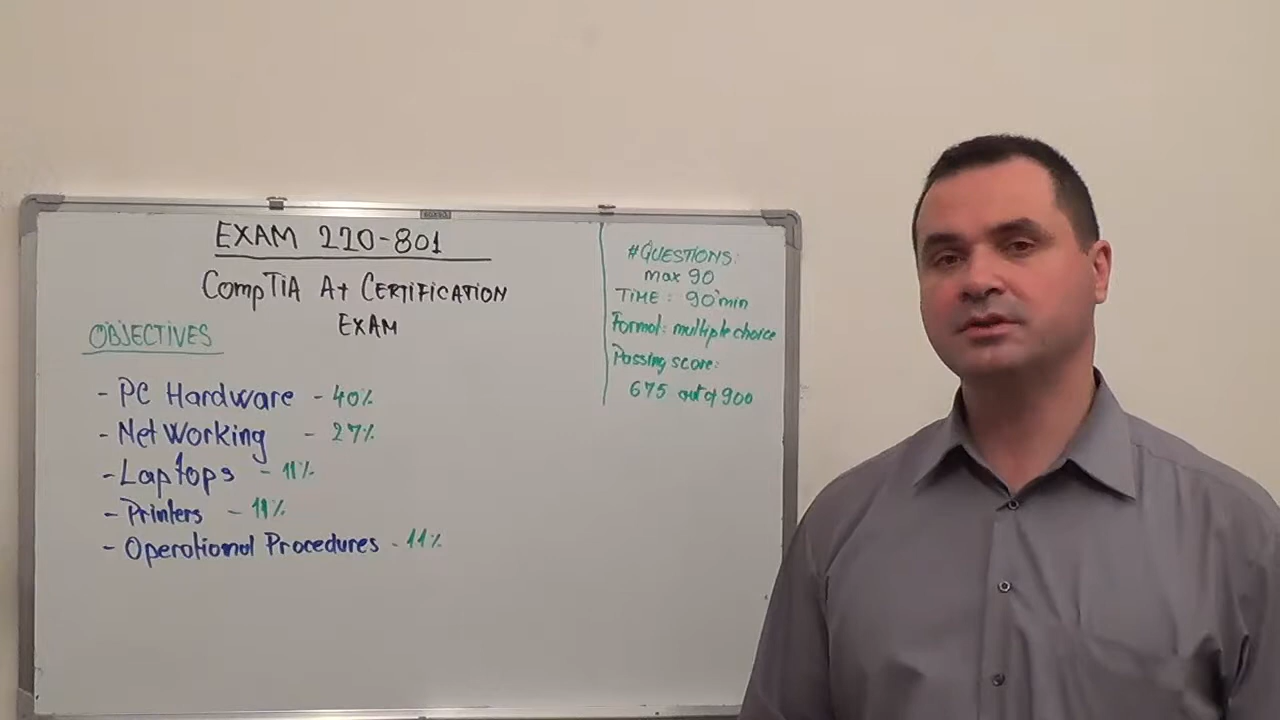 EXAM 220-801
CompTIA A+ CERTIFICATION
EXAM
OBJECTIVES
- PC Hardware - 40%
- NetWorking - 27%
- Laptops - 11%
- Printers - 11%
- Operational Procedures - 11%
#QUESTIONS:
max 90
TIME: 90 min
Format: multiple choice
Passing score:
675 out of 900